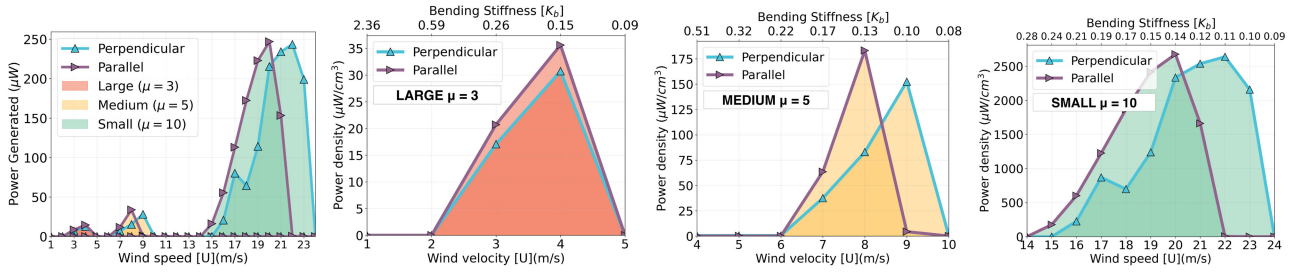 Power Generated (μW)
250
200
150
100
50
0
Perpendicular
Parallel
Large (μ = 3)
Medium (μ = 5)
Small (μ = 10)
1 3 5 7 9 11 13 15 17 19 21 23
Wind speed [U](m/s)
Bending Stiffness [K_b]
2.36 0.59 0.26 0.15 0.09
Power density (μW/cm³)
35
30
25
20
15
10
5
0
Perpendicular
Parallel
LARGE μ = 3
1 2 3 4 5
Wind velocity [U](m/s)
Bending Stiffness [K_b]
0.51 0.32 0.22 0.17 0.13 0.10 0.08
Power density (μW/cm³)
175
150
125
100
75
50
25
0
Perpendicular
Parallel
MEDIUM μ = 5
4 5 6 7 8 9 10
Wind velocity [U](m/s)
Bending Stiffness [K_b]
0.28 0.24 0.21 0.19 0.17 0.15 0.14 0.12 0.11 0.10 0.09
Power density (μW/cm³)
2500
2000
1500
1000
500
0
Perpendicular
Parallel
SMALL μ = 10
14 15 16 17 18 19 20 21 22 23 24
Wind speed [U](m/s)